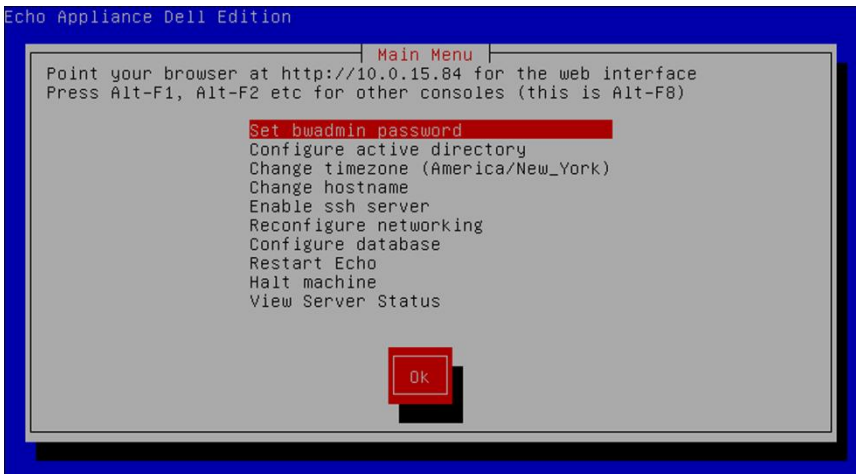 Echo Appliance Dell Edition
Main Menu
Point your browser at http://10.0.15.84 for the web interface
Press Alt-F1, Alt-F2 etc for other consoles (this is Alt-F8)
Set bwadmin password
Configure active directory
Change timezone (America/New_York)
Change hostname
Enable ssh server
Reconfigure networking
Configure database
Restart Echo
Halt machine
View Server Status
Ok